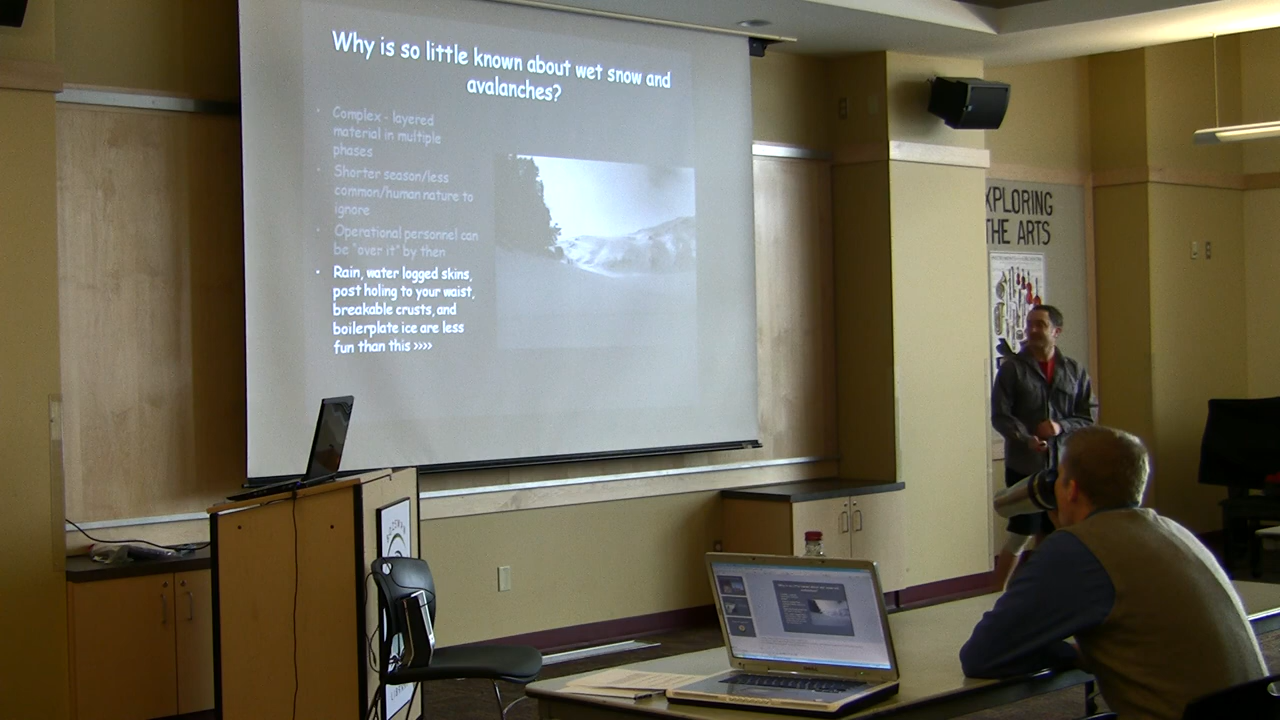 Why is so little known about wet snow and
avalanches?
• Complex - layered
material in multiple
phases
• Shorter season/less
common/human nature to
ignore
• Operational personnel can
be "over it" by then
• Rain, water logged skins,
post holing to your waist,
breakable crusts, and
boilerplate ice are less
fun than this >>>>
XPLORING
THE ARTS